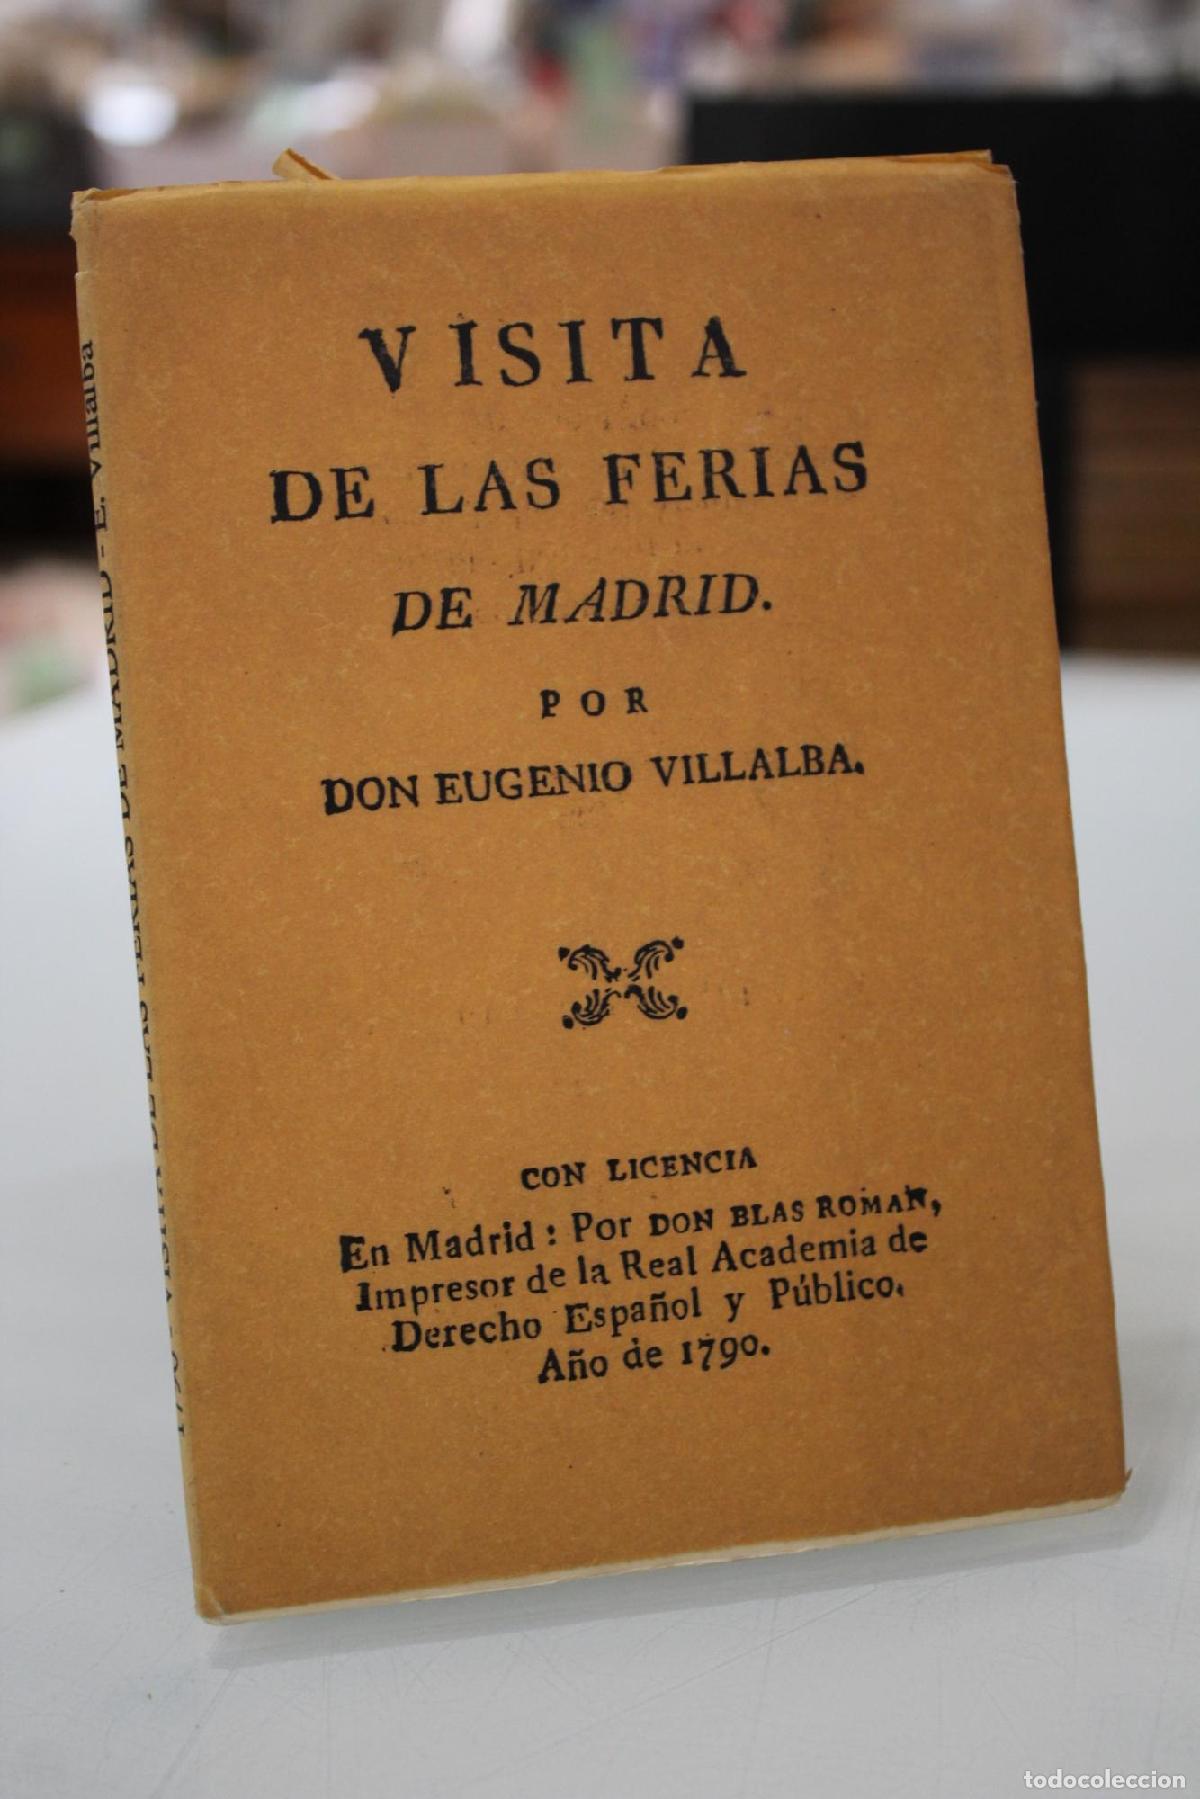 VISITA
DE LAS FERIAS
DE MADRID.
POR
DON EUGENIO VILLALBA.
CON LICENCIA
En Madrid: Por DON BLAS ROMAN,
Impresor de la Real Academia de
Derecho Español y Público.
Año de 1790.
1790 - VISITA DE LAS FERIAS DE MADRID - E. Villalba
todocoleccion